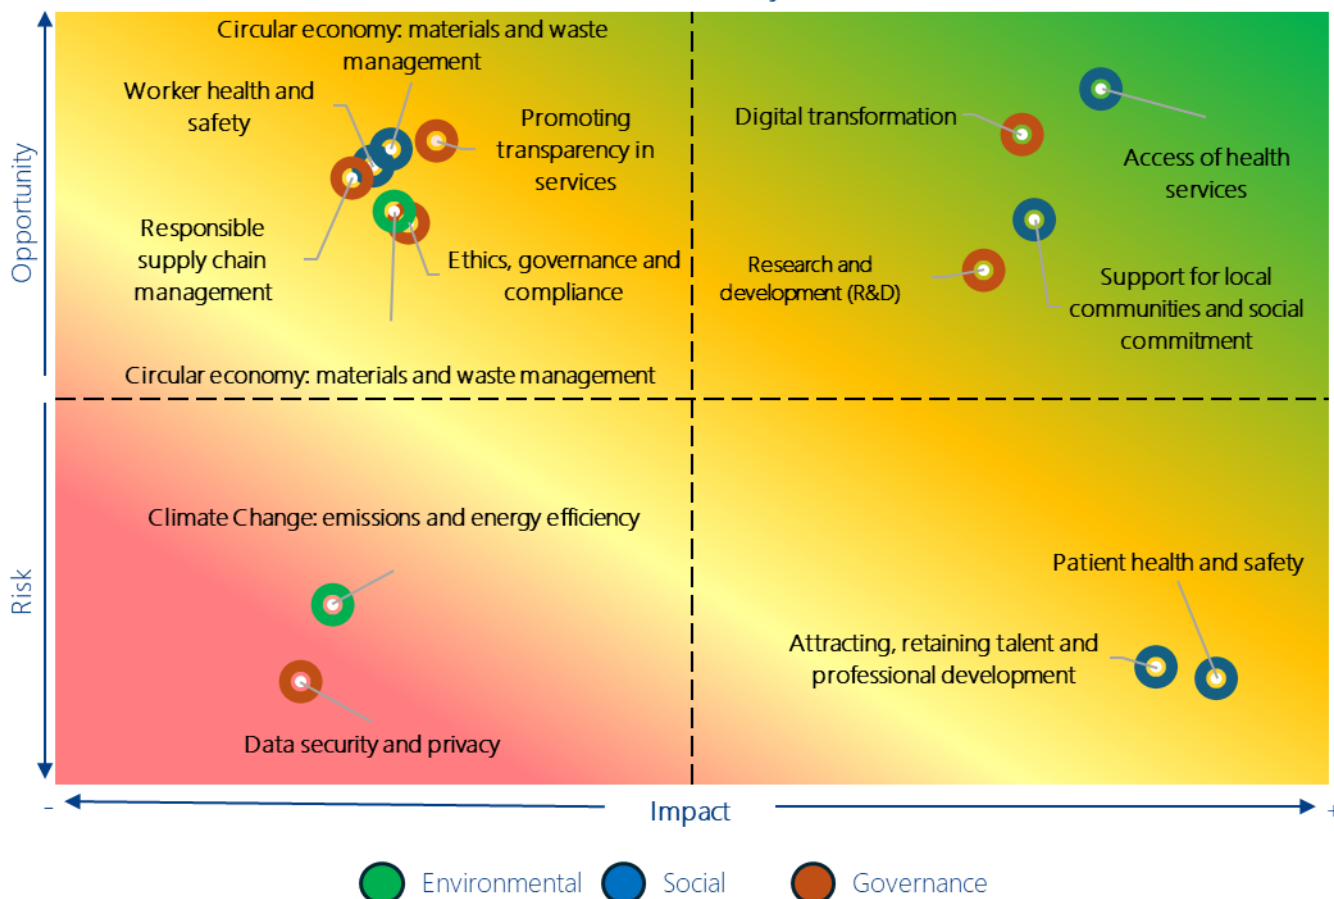 Circular economy: materials and waste
management
Worker health and
safety
Promoting
transparency in
services
Digital transformation
Access of health
services
Opportunity
Responsible
supply chain
management
Ethics, governance and
compliance
Research and
development (R&D)
Support for local
communities and social
commitment
Circular economy: materials and waste management
Climate Change: emissions and energy efficiency
Risk
Patient health and safety
Attracting, retaining talent and
professional development
Data security and privacy
- Impact +
Environmental
Social
Governance